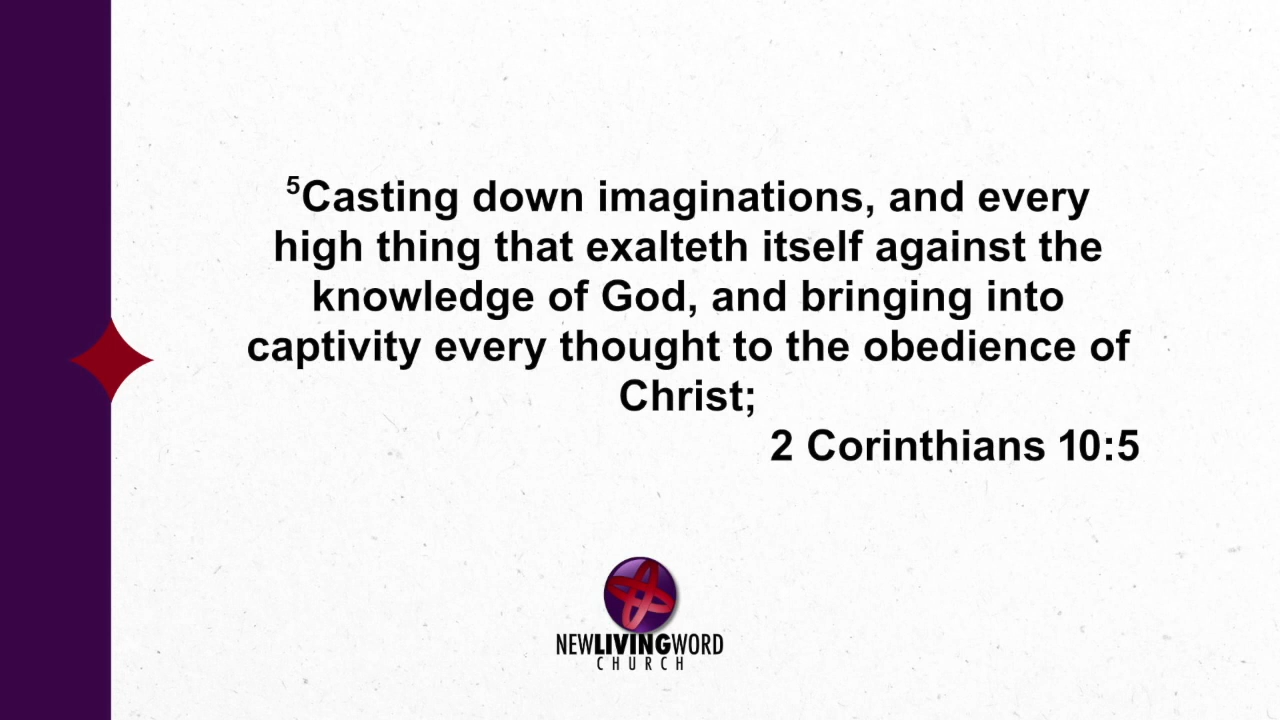 ⁵Casting down imaginations, and every
high thing that exalteth itself against the
knowledge of God, and bringing into
captivity every thought to the obedience of
Christ;
2 Corinthians 10:5
NEWLIVINGWORD
CHURCH